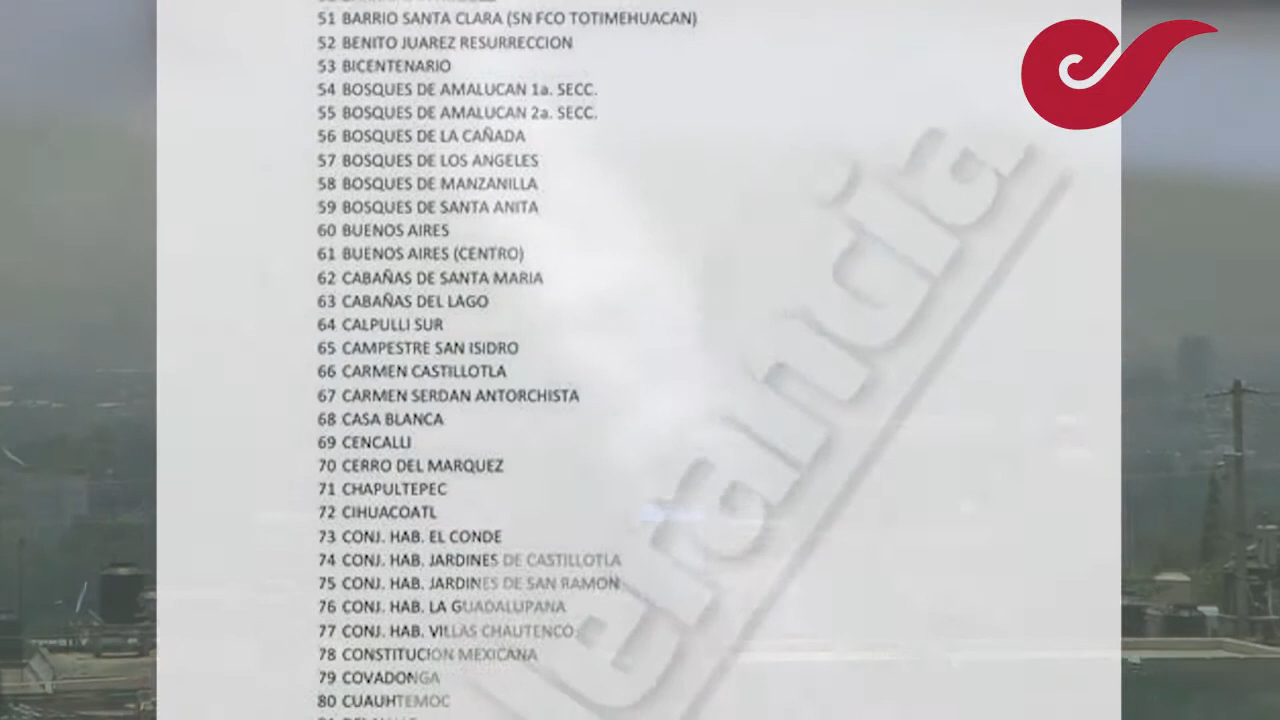 51 BARRIO SANTA CLARA (SN FCO TOTIMEHUACAN)
52 BENITO JUAREZ RESURRECCION
53 BICENTENARIO
54 BOSQUES DE AMALUCAN 1a. SECC.
55 BOSQUES DE AMALUCAN 2a. SECC.
56 BOSQUES DE LA CAÑADA
57 BOSQUES DE LOS ANGELES
58 BOSQUES DE MANZANILLA
59 BOSQUES DE SANTA ANITA
60 BUENOS AIRES
61 BUENOS AIRES (CENTRO)
62 CABAÑAS DE SANTA MARIA
63 CABAÑAS DEL LAGO
64 CALPULLI SUR
65 CAMPESTRE SAN ISIDRO
66 CARMEN CASTILLOTLA
67 CARMEN SERDAN ANTORCHISTA
68 CASA BLANCA
69 CENCALLI
70 CERRO DEL MARQUEZ
71 CHAPULTEPEC
72 CIHUACOATL
73 CONJ. HAB. EL CONDE
74 CONJ. HAB. JARDINES DE CASTILLOTLA
75 CONJ. HAB. JARDINES DE SAN RAMON
76 CONJ. HAB. LA GUADALUPANA
77 CONJ. HAB. VILLAS CHAUTENCO
78 CONSTITUCION MEXICANA
79 COVADONGA
80 CUAUHTEMOC